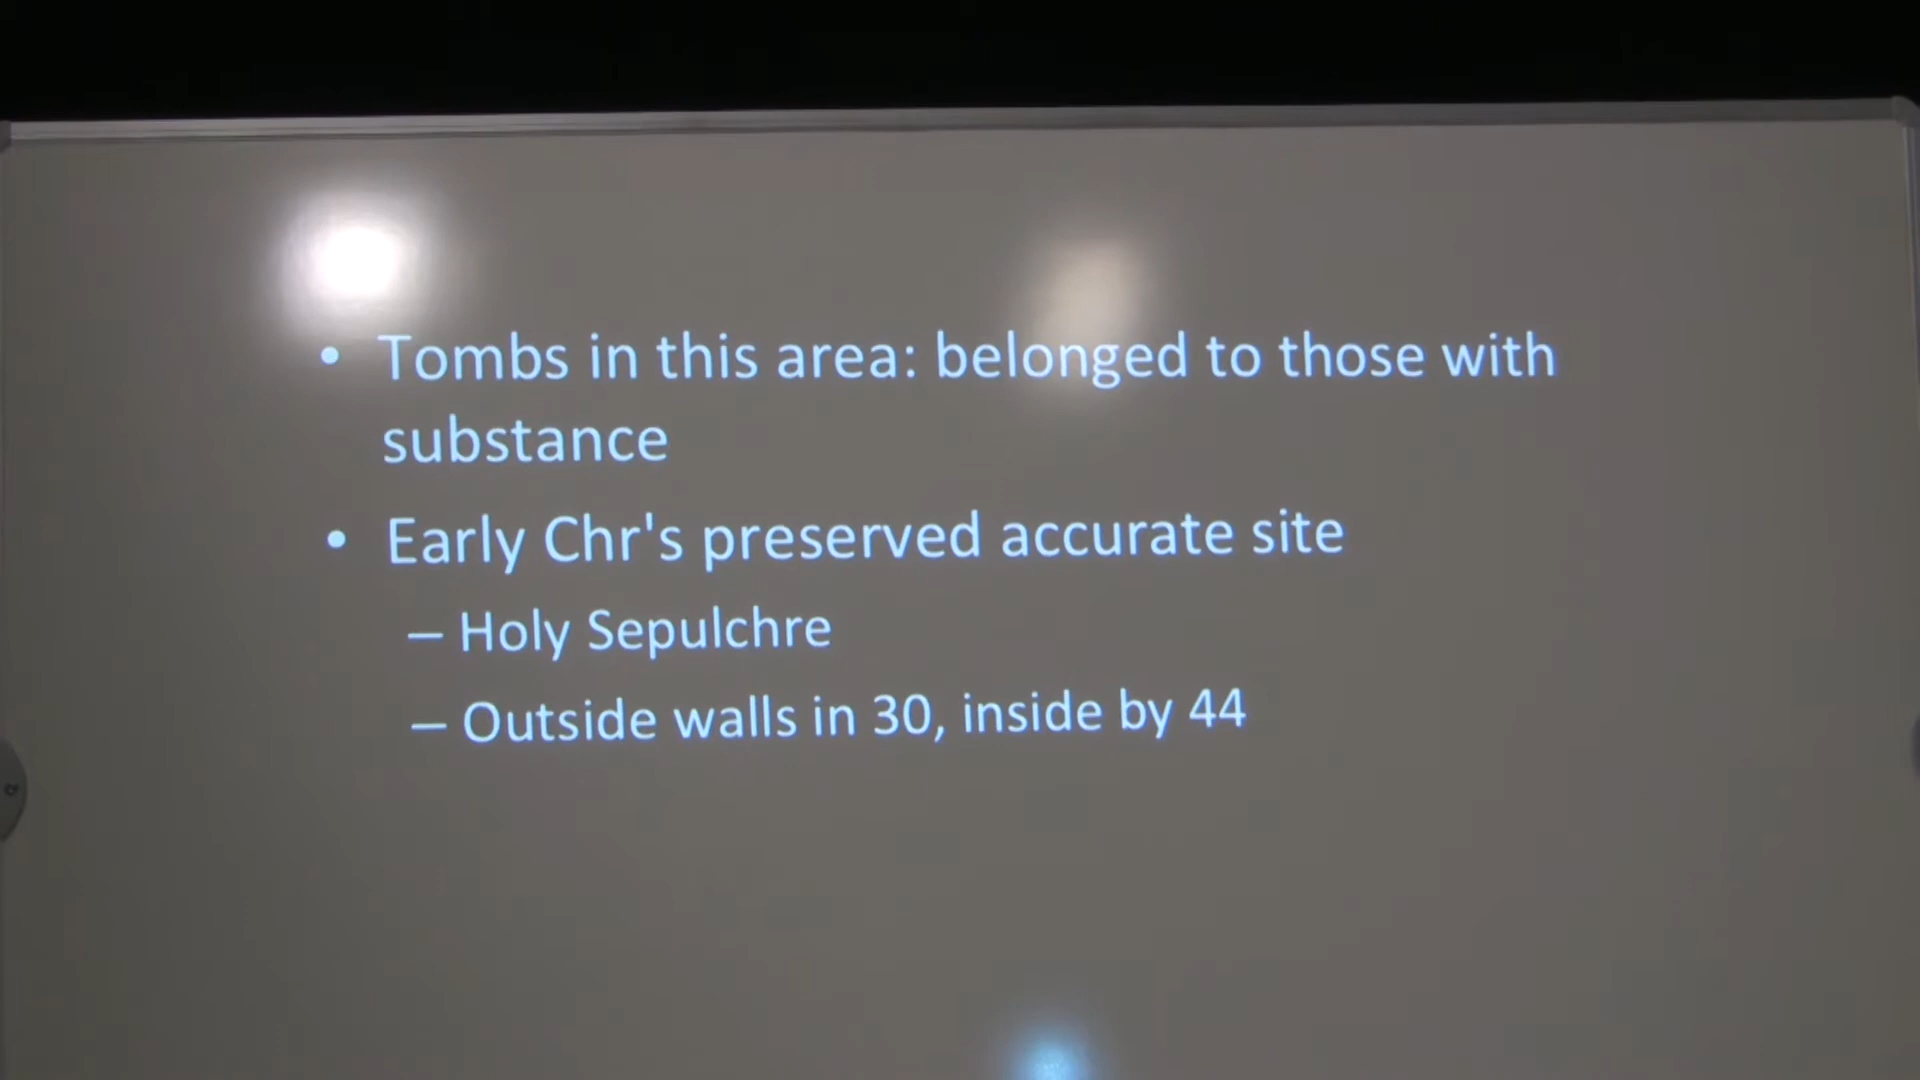 • Tombs in this area: belonged to those with
substance
• Early Chr's preserved accurate site
– Holy Sepulchre
– Outside walls in 30, inside by 44